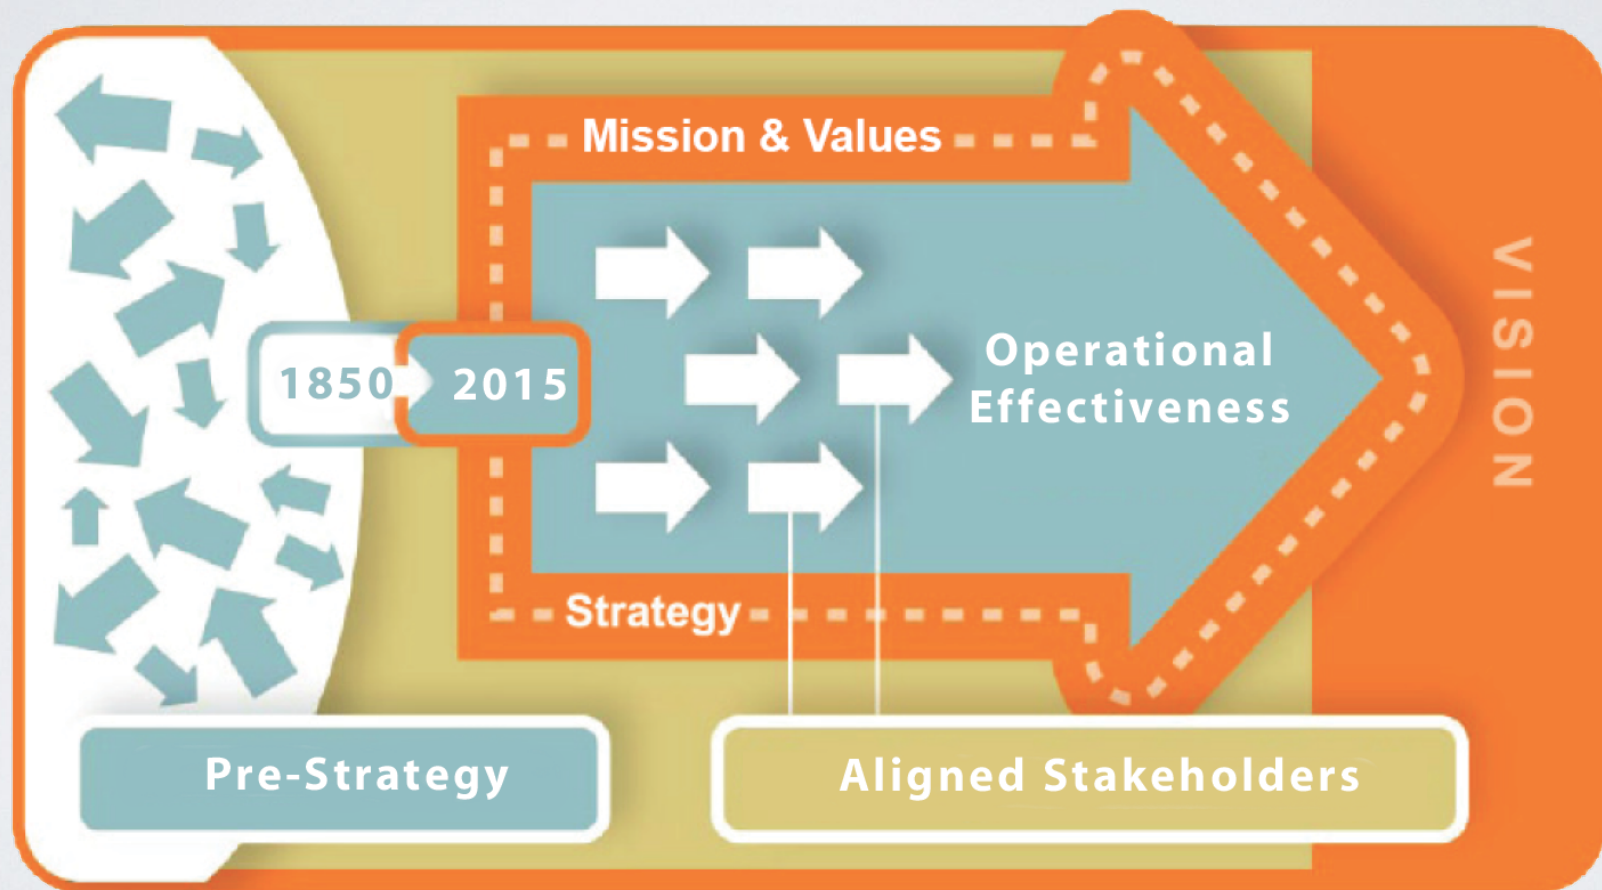 Mission & Values
1850
2015
Operational
Effectiveness
VISION
Strategy
Pre-Strategy
Aligned Stakeholders